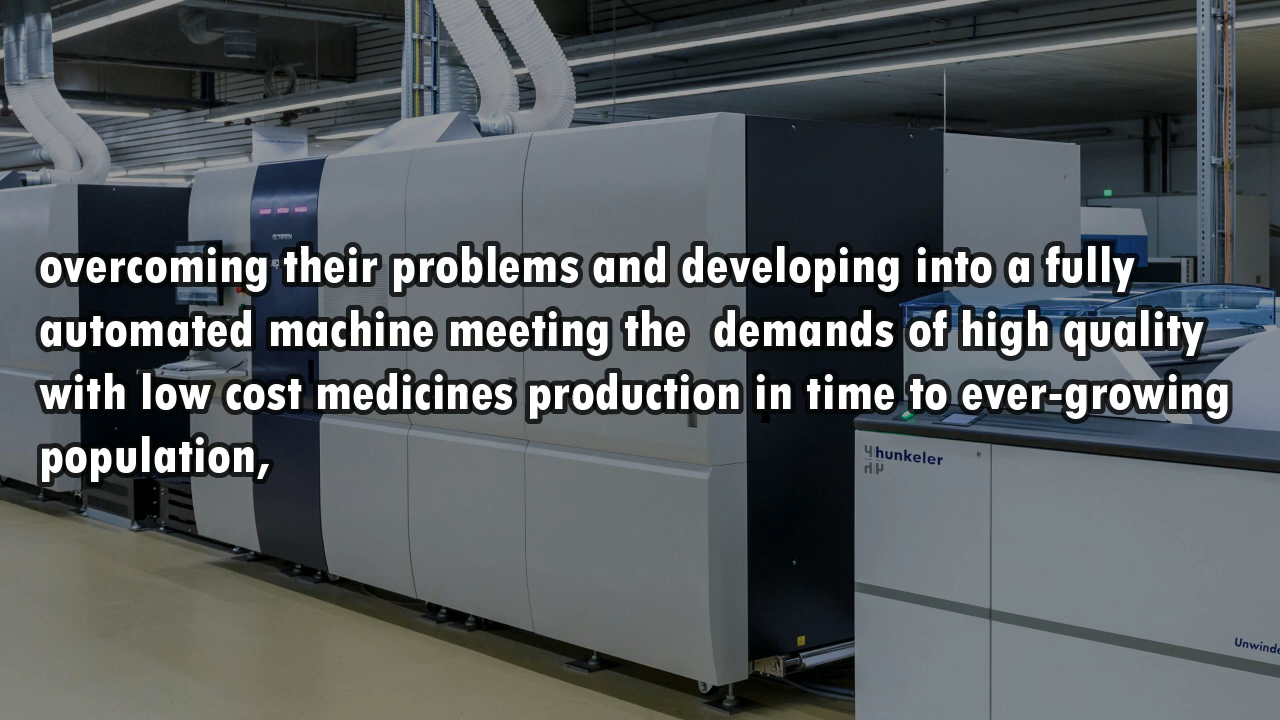 SCREEN
overcoming their problems and developing into a fully
automated machine meeting the  demands of high quality
with low cost medicines production in time to ever-growing
population,
hunkeler
Unwinde